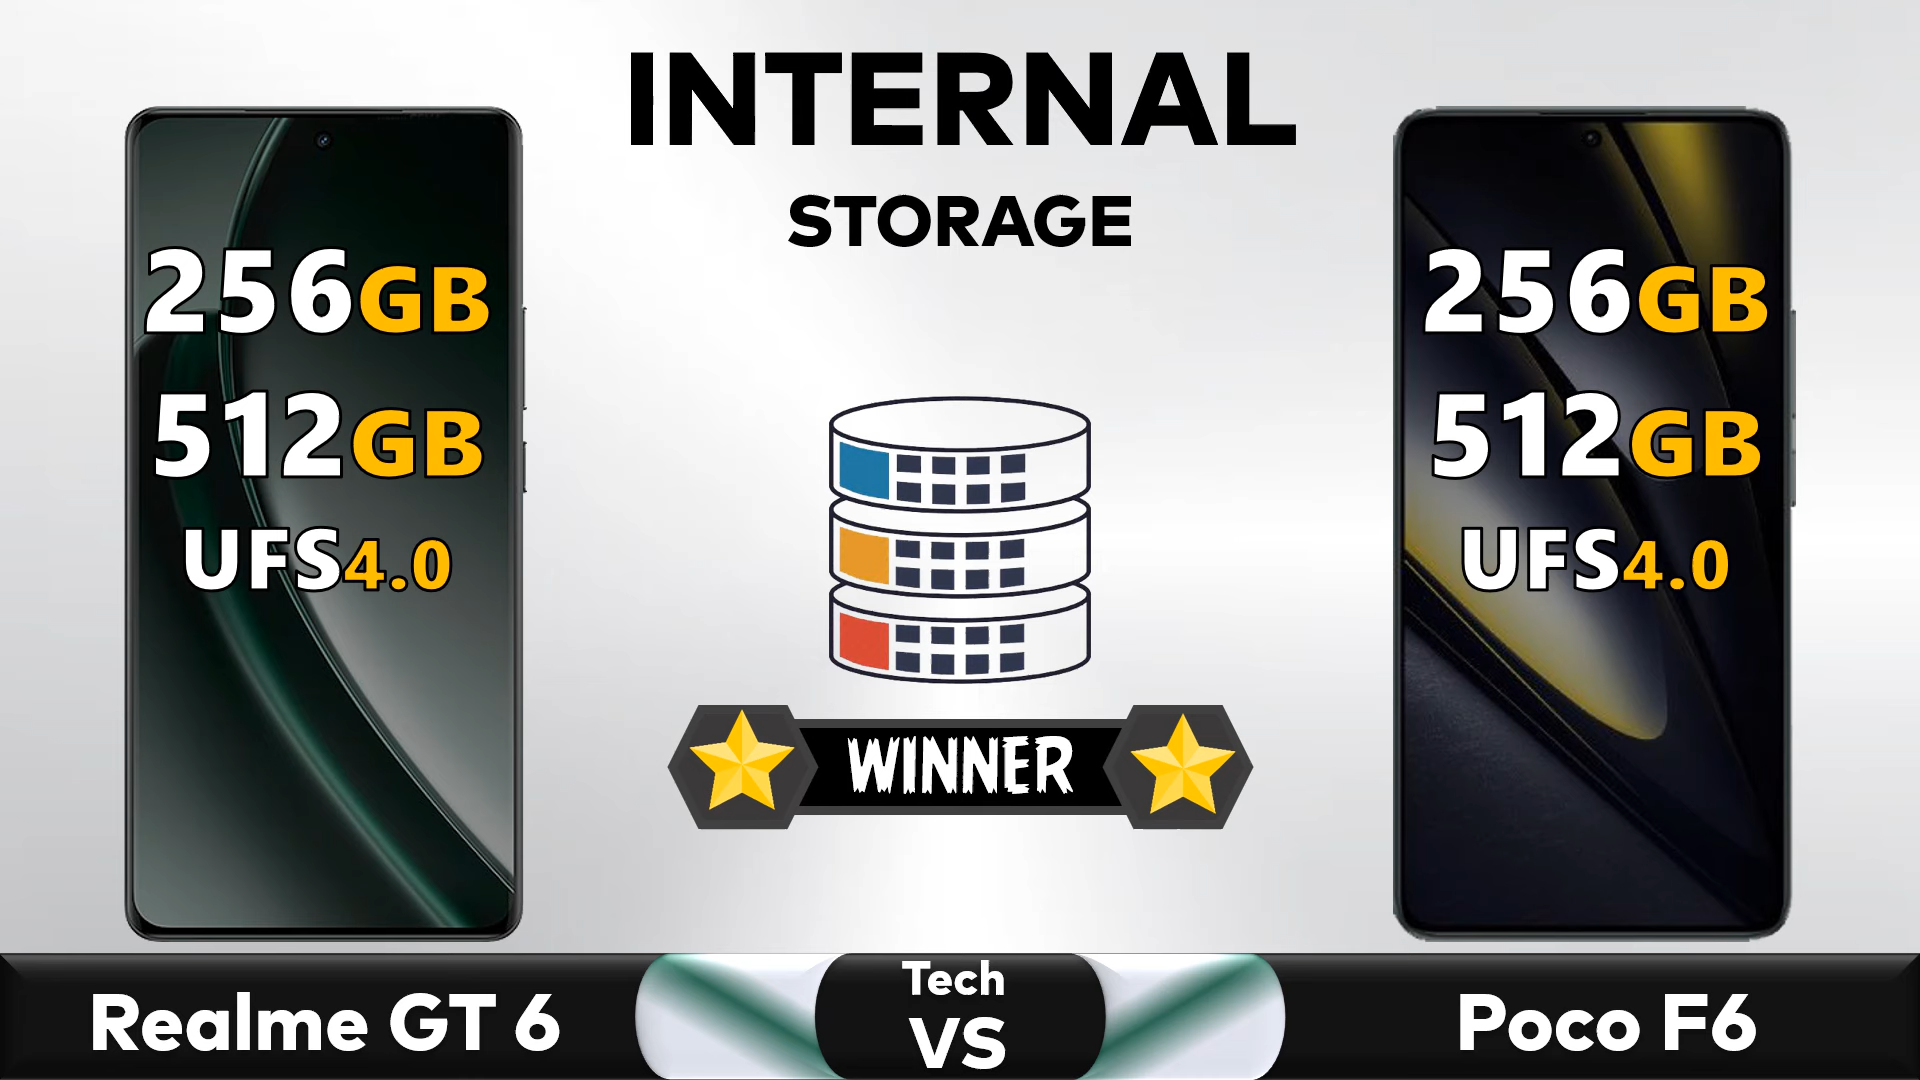 INTERNAL
STORAGE
256GB
512GB
UFS4.0
256GB
512GB
UFS4.0
WINNER
Realme GT 6
Tech
VS
Poco F6